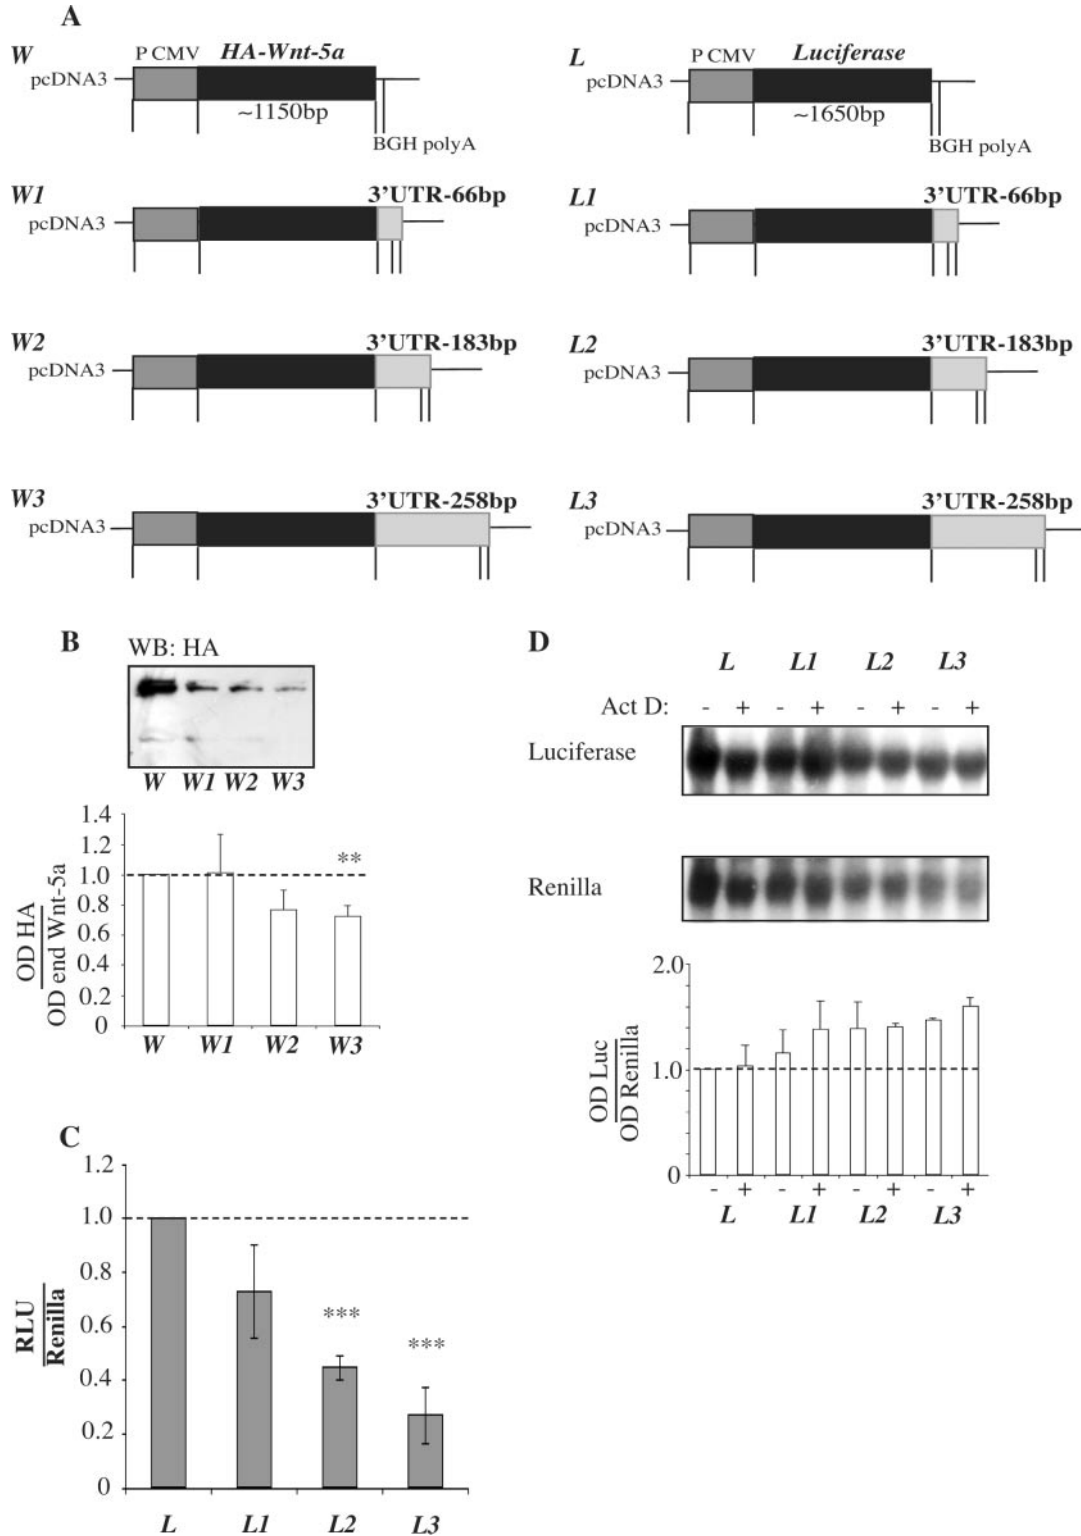 A
W
P CMV HA-Wnt-5a
pcDNA3
~1150bp
BGH polyA
L
P CMV Luciferase
pcDNA3
~1650bp
BGH polyA
W1
3’UTR-66bp
pcDNA3
L1
3’UTR-66bp
pcDNA3
W2
3’UTR-183bp
pcDNA3
L2
3’UTR-183bp
pcDNA3
W3
3’UTR-258bp
pcDNA3
L3
3’UTR-258bp
pcDNA3
B
WB: HA
W W1 W2 W3
1.4
1.2
1.0
0.8
0.6
0.4
0.2
0
**
OD HA
OD end Wnt-5a
W W1 W2 W3
C
1.2
1.0
0.8
0.6
0.4
0.2
0
***
***
RLU
Renilla
L L1 L2 L3
D
L L1 L2 L3
Act D: - + - + - + - +
Luciferase
Renilla
2.0
1.0
0
OD Luc
OD Renilla
- + - + - + - +
L L1 L2 L3